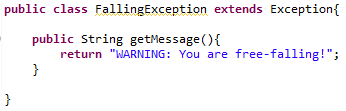 public class FallingException extends Exception{
public String getMessage(){
return "WARNING: You are free-falling!";
}
}